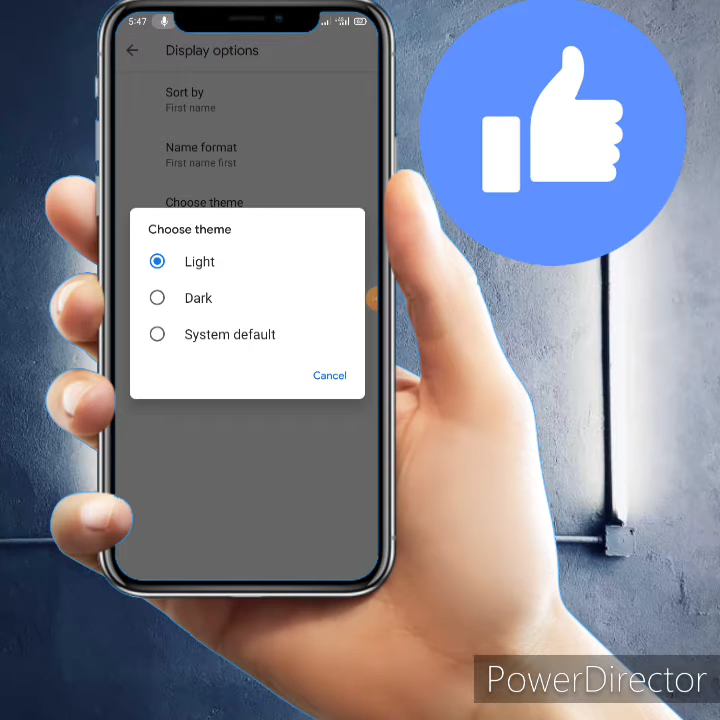 5:47
Display options
Sort by
First name
Name format
First name first
Choose theme
Choose theme
Light
Dark
System default
Cancel
PowerDirector